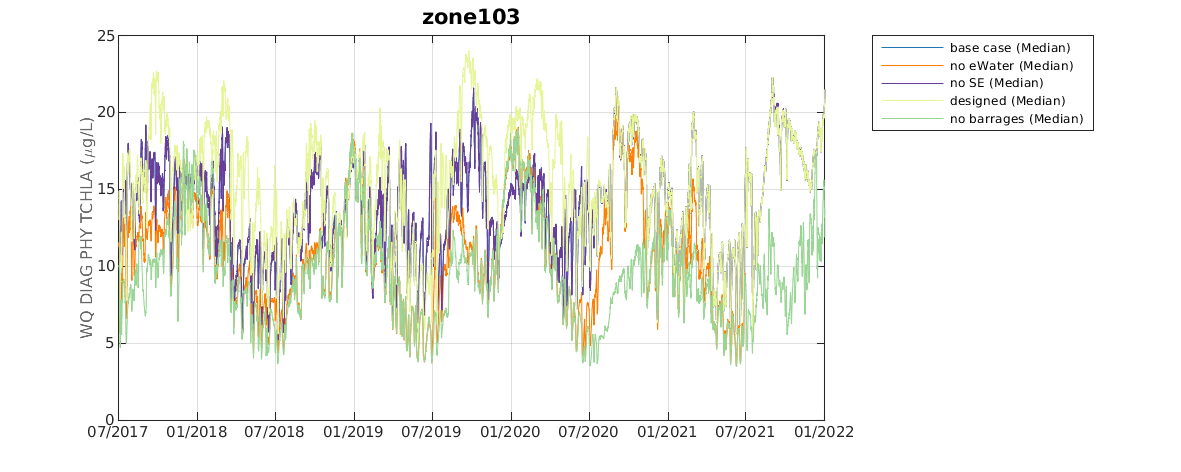 zone103
25
20
15
10
5
0
WQ DIAG PHY TCHLA (μg/L)
07/2017 01/2018 07/2018 01/2019 07/2019 01/2020 07/2020 01/2021 07/2021 01/2022
base case (Median)
no eWater (Median)
no SE (Median)
designed (Median)
no barrages (Median)